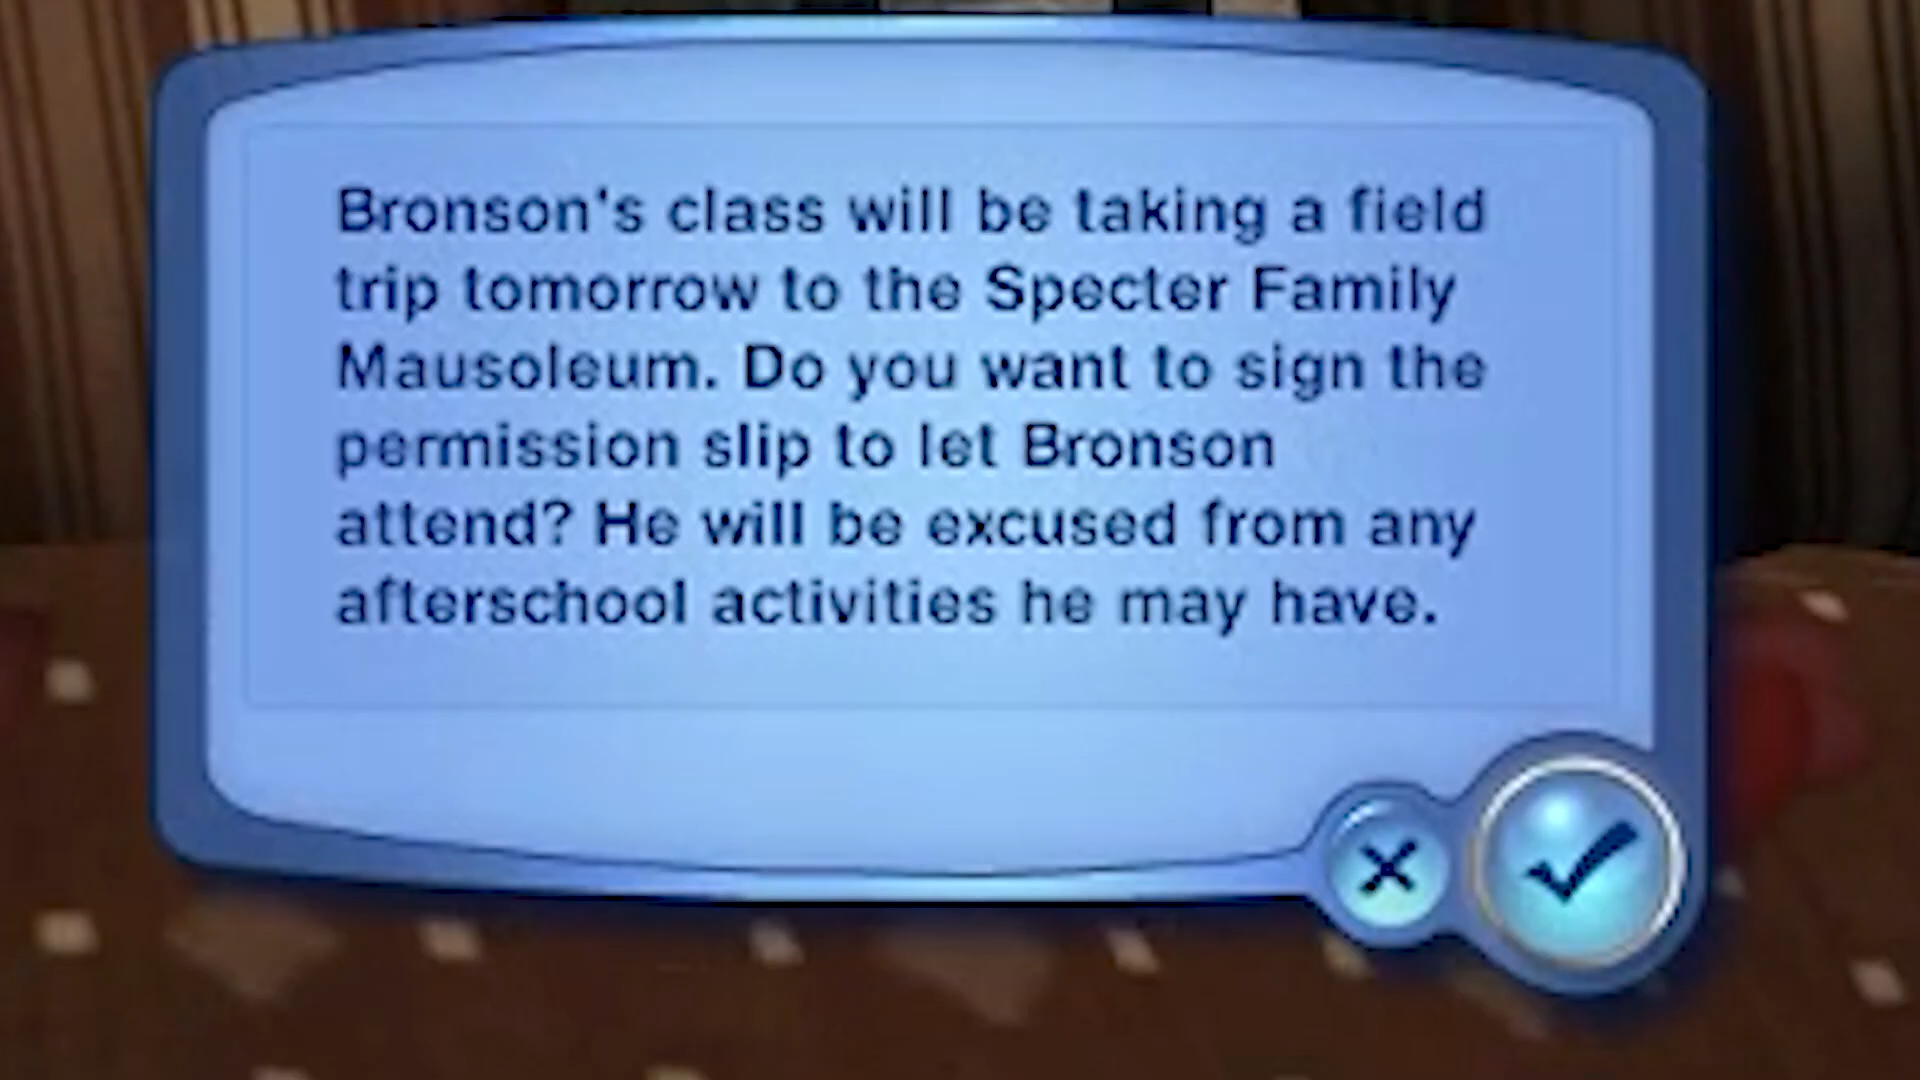 Bronson's class will be taking a field
trip tomorrow to the Specter Family
Mausoleum. Do you want to sign the
permission slip to let Bronson
attend? He will be excused from any
afterschool activities he may have.